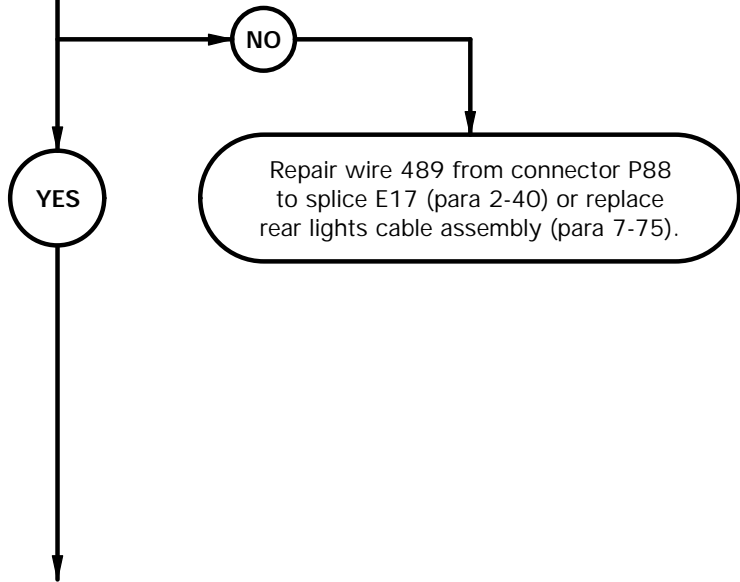 NO
YES
Repair wire 489 from connector P88
to splice E17 (para 2-40) or replace
rear lights cable assembly (para 7-75).